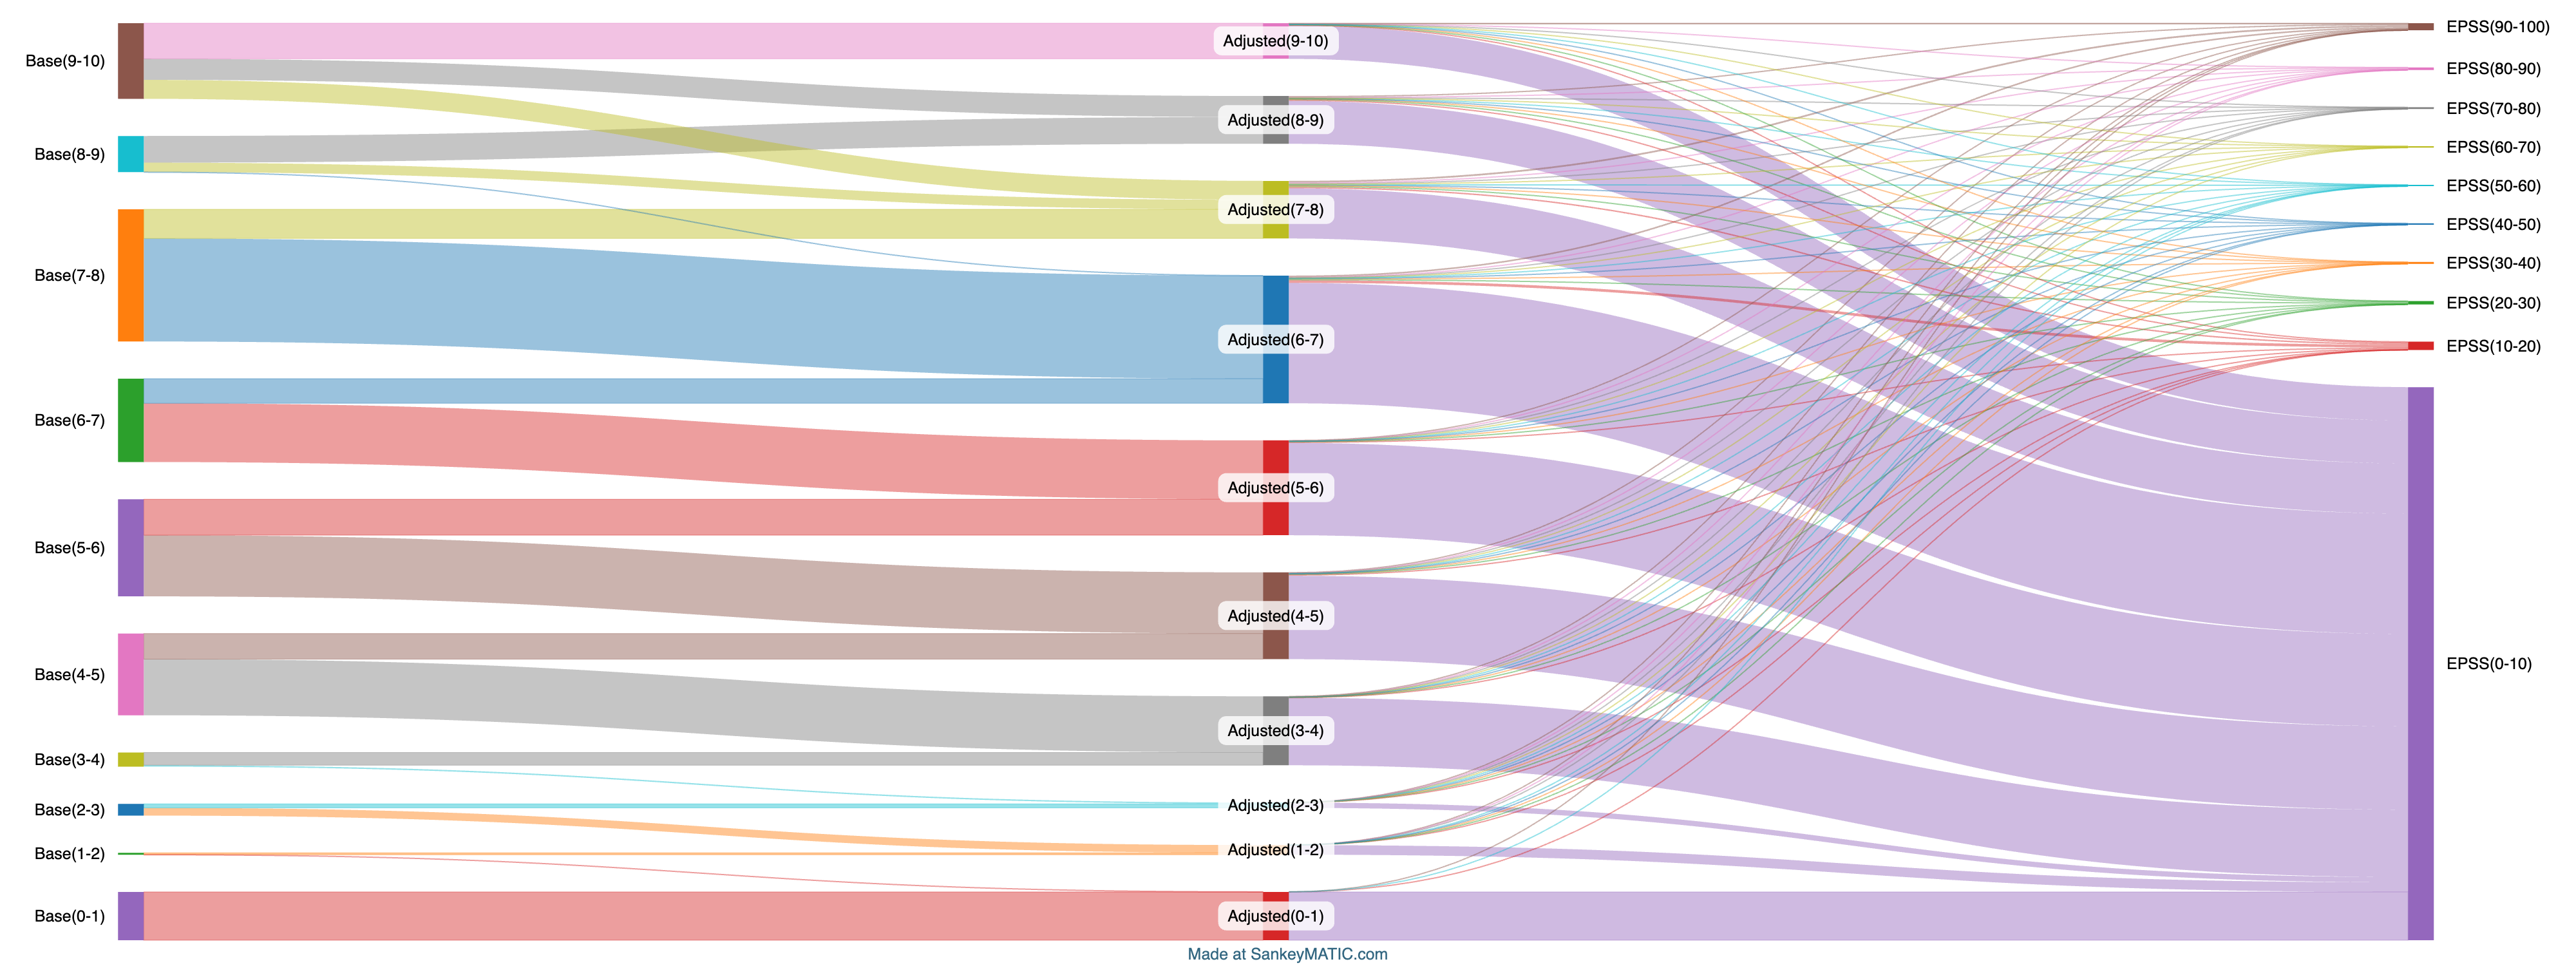 Base(9-10)
Base(8-9)
Base(7-8)
Base(6-7)
Base(5-6)
Base(4-5)
Base(3-4)
Base(2-3)
Base(1-2)
Base(0-1)
Adjusted(9-10)
Adjusted(8-9)
Adjusted(7-8)
Adjusted(6-7)
Adjusted(5-6)
Adjusted(4-5)
Adjusted(3-4)
Adjusted(2-3)
Adjusted(1-2)
Adjusted(0-1)
EPSS(90-100)
EPSS(80-90)
EPSS(70-80)
EPSS(60-70)
EPSS(50-60)
EPSS(40-50)
EPSS(30-40)
EPSS(20-30)
EPSS(10-20)
EPSS(0-10)
Made at SankeyMATIC.com